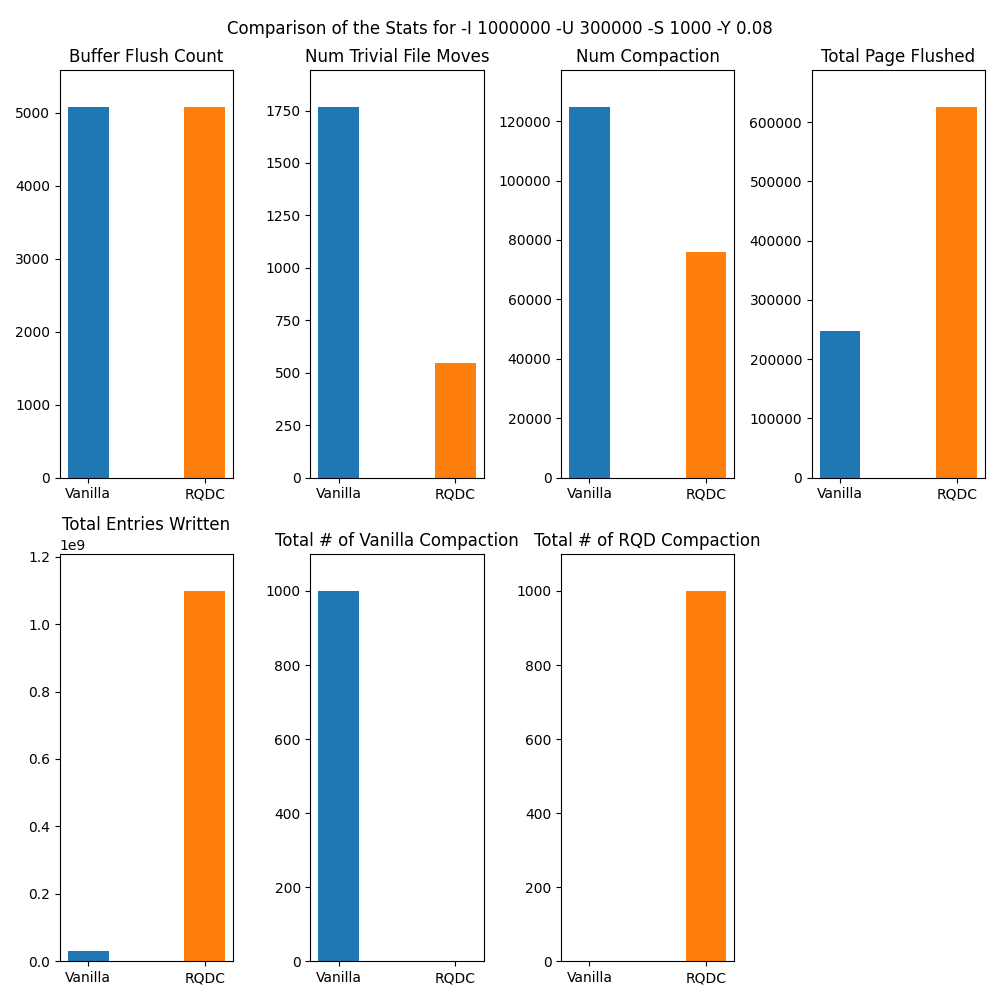 Comparison of the Stats for -I 1000000 -U 300000 -S 1000 -Y 0.08
Buffer Flush Count
5000
4000
3000
2000
1000
0
Vanilla
RQDC
Num Trivial File Moves
1750
1500
1250
1000
750
500
250
0
Vanilla
RQDC
Num Compaction
120000
100000
80000
60000
40000
20000
0
Vanilla
RQDC
Total Page Flushed
600000
500000
400000
300000
200000
100000
0
Vanilla
RQDC
Total Entries Written
1e9
1.2
1.0
0.8
0.6
0.4
0.2
0.0
Vanilla
RQDC
Total # of Vanilla Compaction
1000
800
600
400
200
0
Vanilla
RQDC
Total # of RQD Compaction
1000
800
600
400
200
0
Vanilla
RQDC